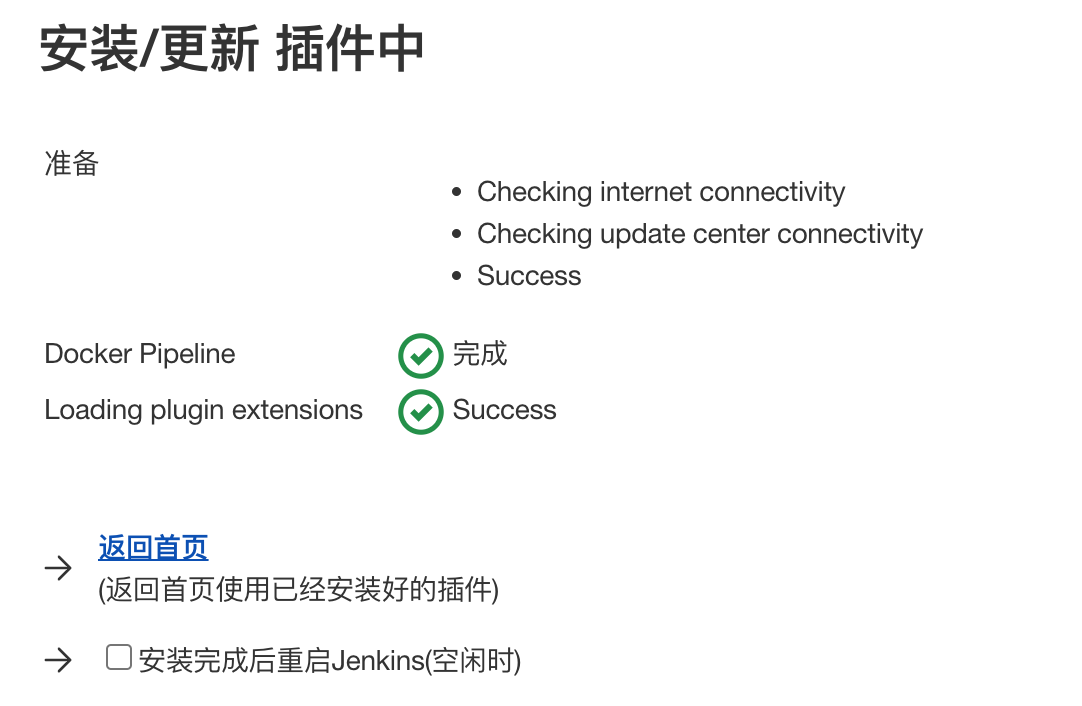 安装/更新 插件中
准备
Checking internet connectivity
Checking update center connectivity
Success
Docker Pipeline 完成
Loading plugin extensions Success
返回首页
(返回首页使用已经安装好的插件)
安装完成后重启Jenkins(空闲时)